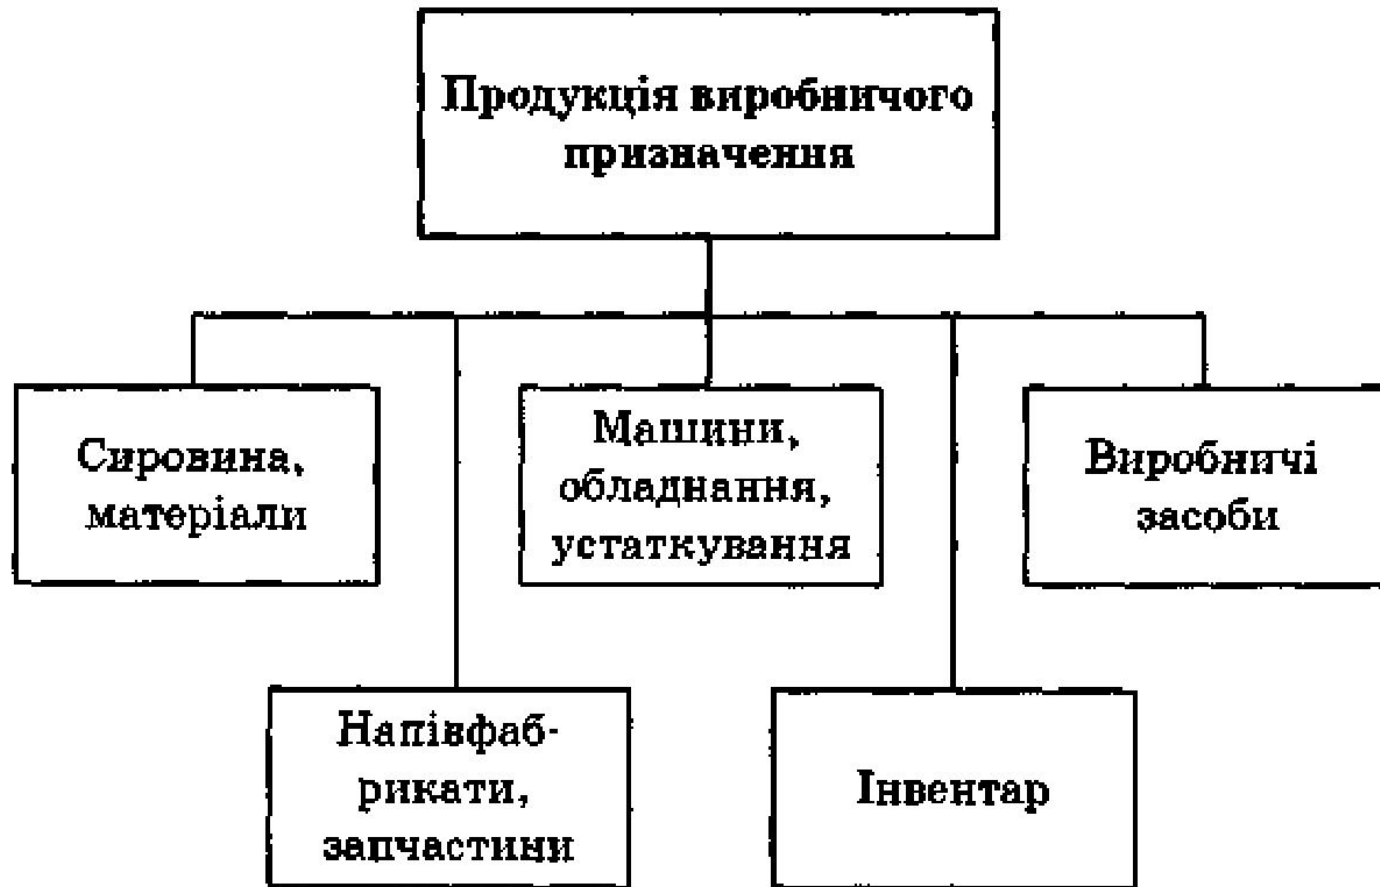 Продукція виробничого
призначення
Сировина,
матеріали
Машини,
обладнання,
устаткування
Виробничі
засоби
Напівфаб-
рикати,
запчастини
Інвентар